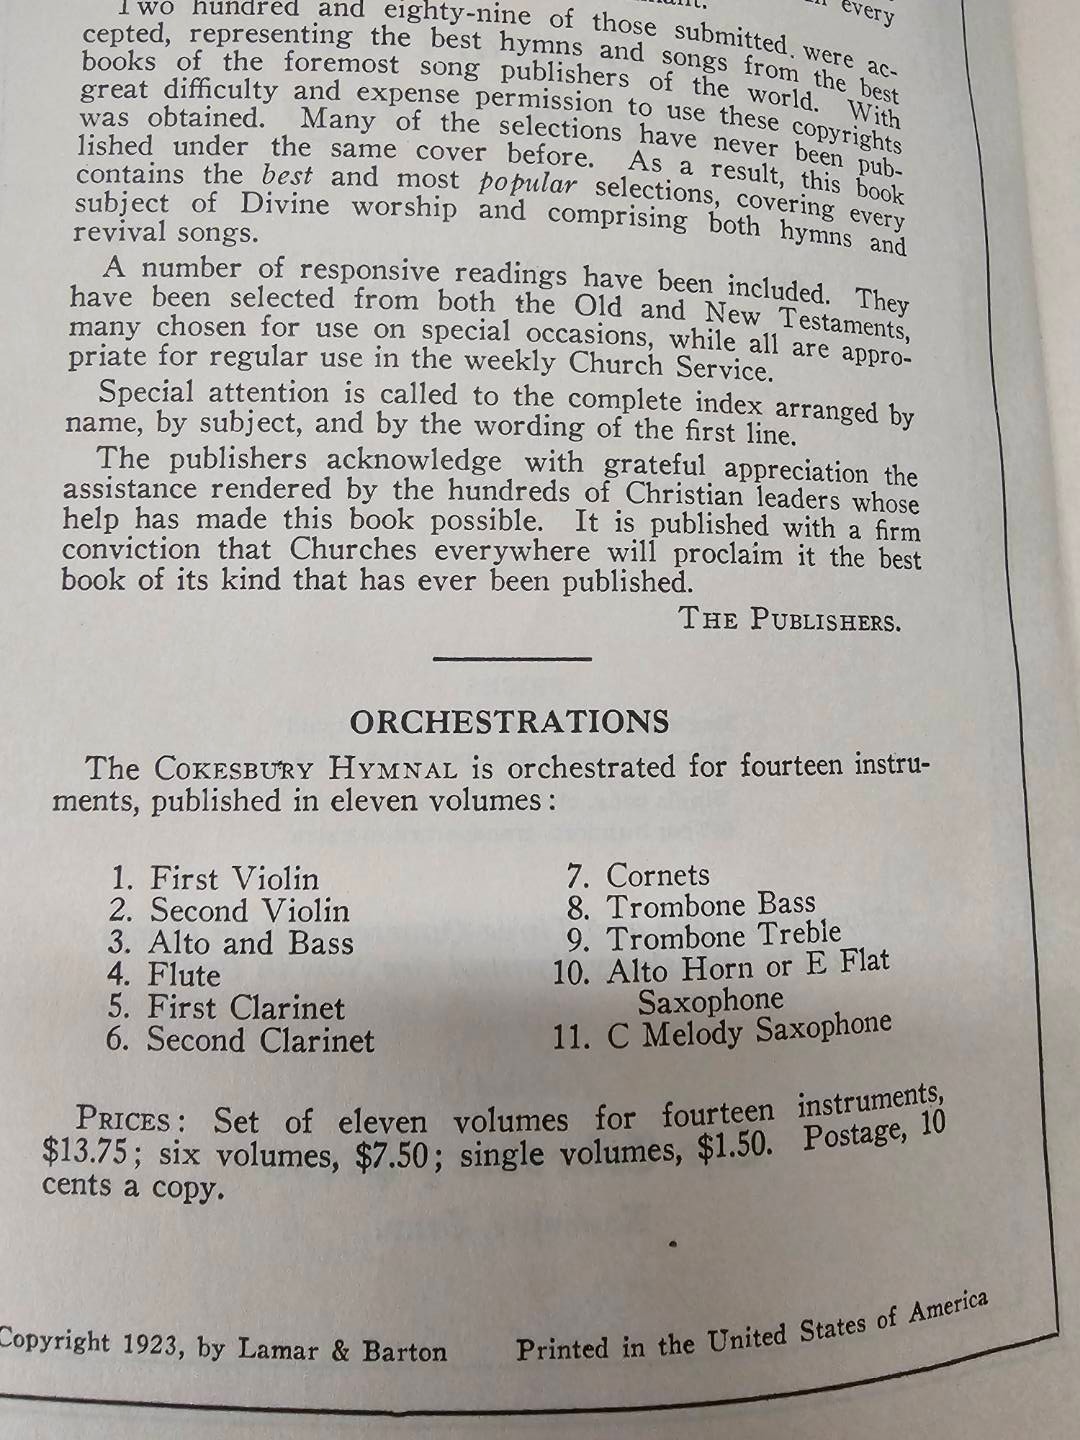 every
Two hundred and eighty-nine of those submitted were ac-
cepted, representing the best hymns and songs from the best
books of the foremost song publishers of the world. With
great difficulty and expense permission to use these copyrights
was obtained. Many of the selections have never been pub-
lished under the same cover before. As a result, this book
contains the best and most popular selections, covering every
subject of Divine worship and comprising both hymns and
revival songs.
A number of responsive readings have been included. They
have been selected from both the Old and New Testaments,
many chosen for use on special occasions, while all are appro-
priate for regular use in the weekly Church Service.
Special attention is called to the complete index arranged by
name, by subject, and by the wording of the first line.
The publishers acknowledge with grateful appreciation the
assistance rendered by the hundreds of Christian leaders whose
help has made this book possible. It is published with a firm
conviction that Churches everywhere will proclaim it the best
book of its kind that has ever been published.
THE PUBLISHERS.
ORCHESTRATIONS
The COKESBURY HYMNAL is orchestrated for fourteen instru-
ments, published in eleven volumes:
1. First Violin
2. Second Violin
3. Alto and Bass
4. Flute
5. First Clarinet
6. Second Clarinet
7. Cornets
8. Trombone Bass
9. Trombone Treble
10. Alto Horn or E Flat
Saxophone
11. C Melody Saxophone
PRICES: Set of eleven volumes for fourteen instruments,
$13.75; six volumes, $7.50; single volumes, $1.50. Postage, 10
cents a copy.
Copyright 1923, by Lamar & Barton
Printed in the United States of America